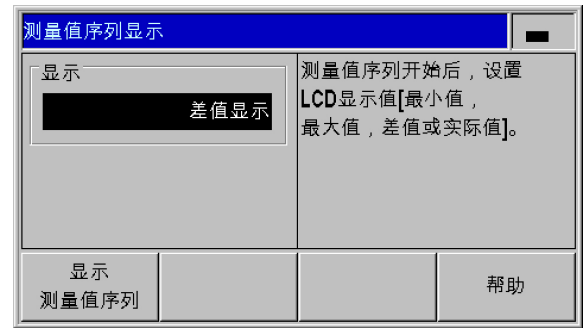 测量值序列显示
显示
差值显示
测量值序列开始后，设置
LCD显示值[最小值，
最大值，差值或实际值]。
显示
测量值序列
帮助